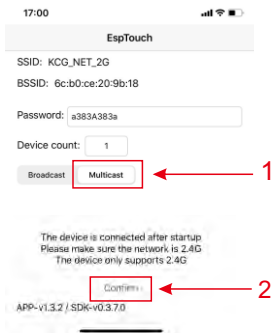 17:00
EspTouch
SSID: KCG_NET_2G
BSSID: 6c:b0:ce:20:9b:18
Password: a383A383a
Device count: 1
Broadcast Multicast 1
The device is connected after startup
Please make sure the network is 2.4G
The device only supports 2.4G
Confirm 2
APP-v1.3.2 / SDK-v0.3.7.0